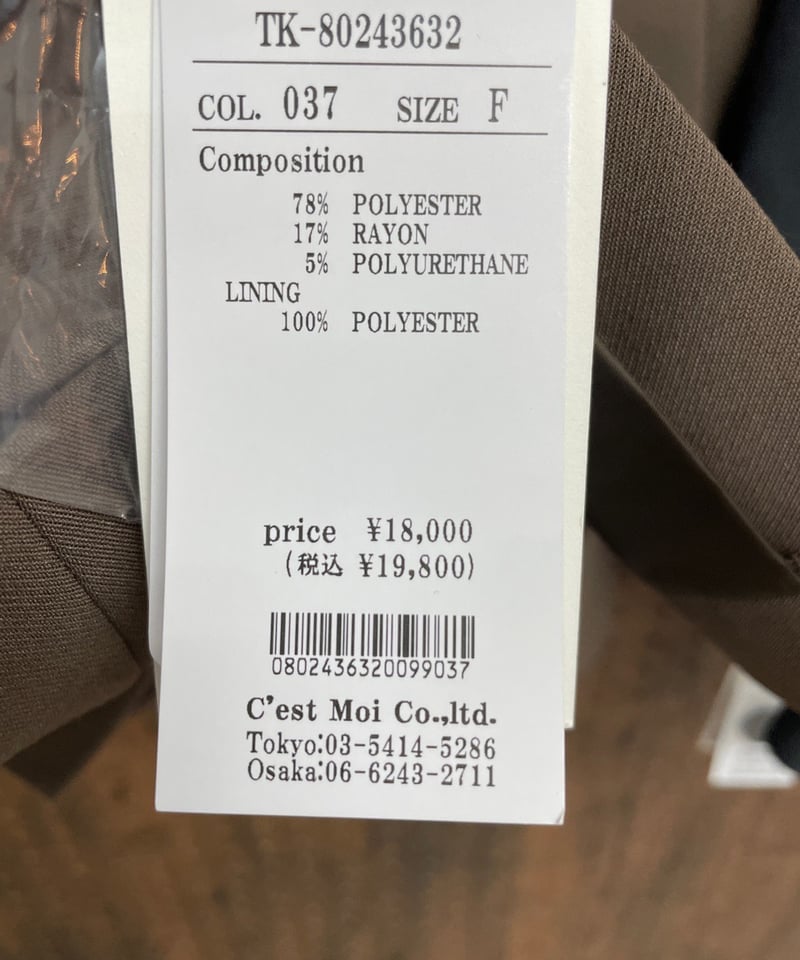 TK-80243632
COL. 037 SIZE F
Composition
78% POLYESTER
17% RAYON
5% POLYURETHANE
LINING
100% POLYESTER
price ¥18,000
(税込 ¥19,800)
0802436320099037
C'est Moi Co.,ltd.
Tokyo:03-5414-5286
Osaka:06-6243-2711